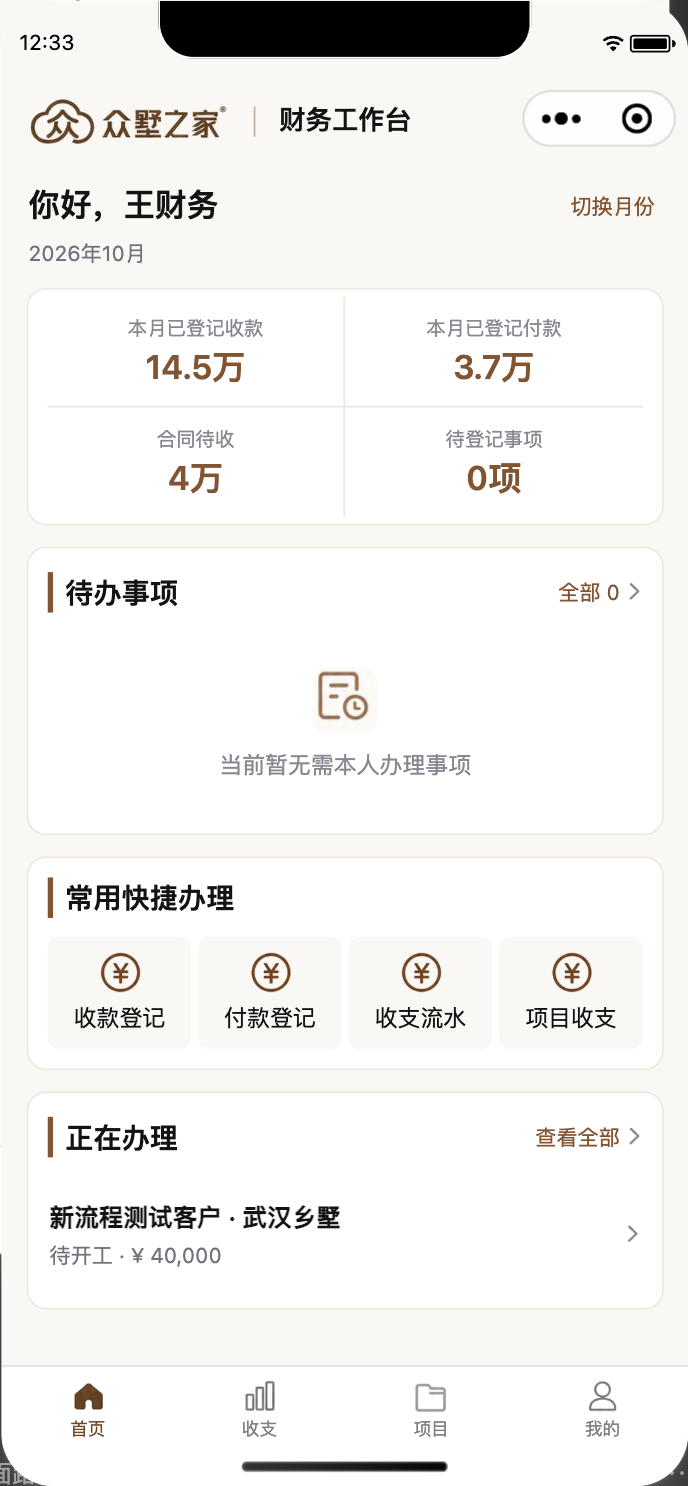 12:33
众墅之家® | 财务工作台
你好，王财务
切换月份
2026年10月
本月已登记收款
本月已登记付款
14.5万
3.7万
合同待收
待登记事项
4万
0项
待办事项
全部 0
当前暂无需本人办理事项
常用快捷办理
收款登记
付款登记
收支流水
项目收支
正在办理
查看全部
新流程测试客户 · 武汉乡墅
待开工 · ¥ 40,000
首页
收支
项目
我的